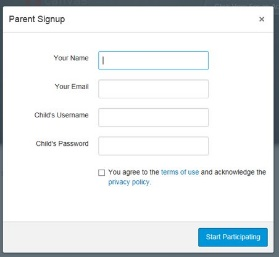 Parent Signup ×
Your Name
Your Email
Child's Username
Child's Password
You agree to the terms of use and acknowledge the
privacy policy
Start Participating